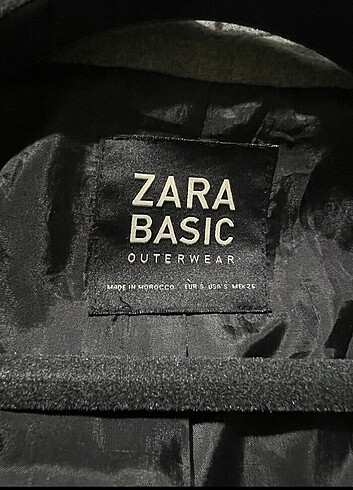 ZARA
BASIC
OUTERWEAR
MADE IN MOROCCO EUR S USA S MEX 26